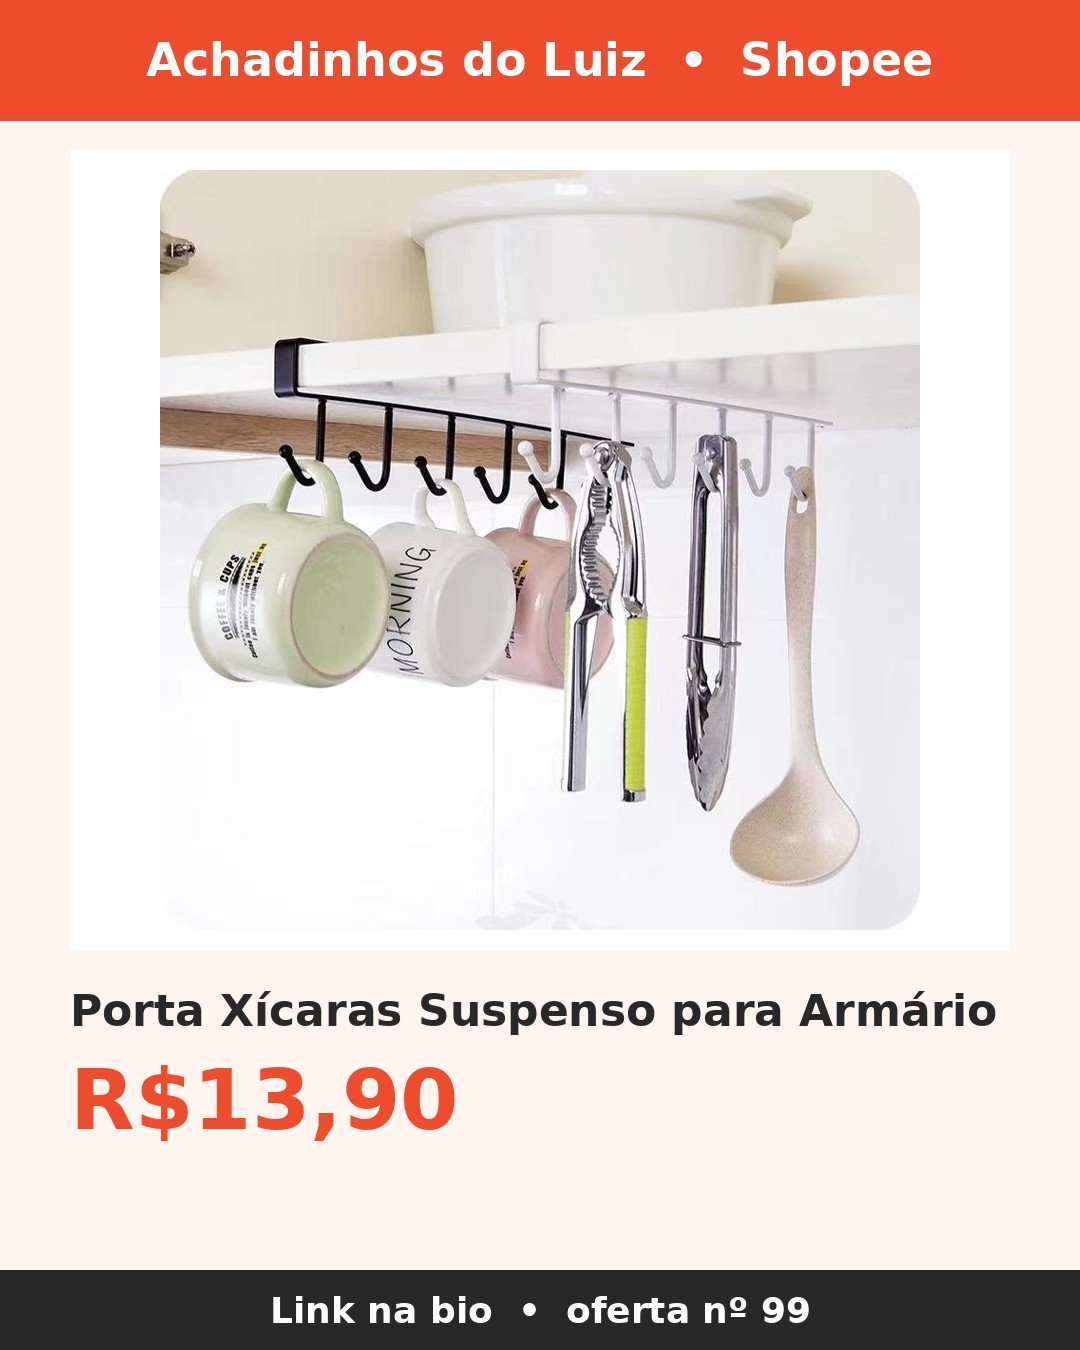 Achadinhos do Luiz • Shopee
COFFEE & CUPS
MORNING
Porta Xícaras Suspenso para Armário
R$13,90
Link na bio • oferta nº 99